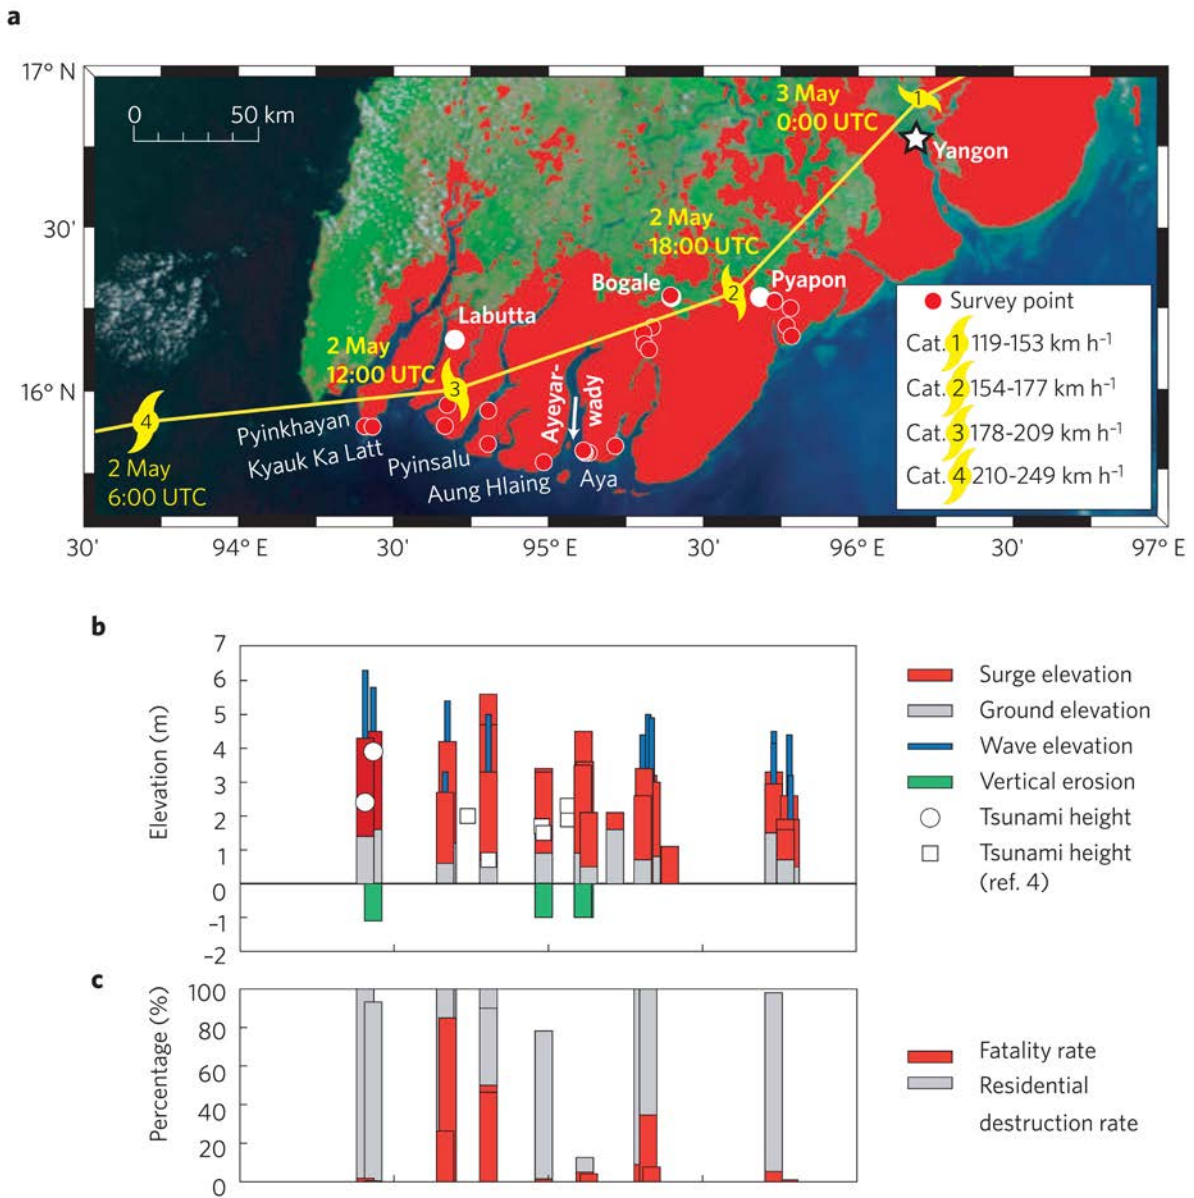 a
17° N
30'
16° N
0 50 km
3 May
0:00 UTC
1
Yangon
2 May
18:00 UTC
Bogale
2
Pyapon
Labutta
2 May
12:00 UTC
3
4
2 May
6:00 UTC
Pyinkhayan
Kyauk Ka Latt
Pyinsalu
Aung Hlaing
Ayeyar-
wady
Aya
Survey point
Cat. 1 119-153 km h⁻¹
Cat. 2 154-177 km h⁻¹
Cat. 3 178-209 km h⁻¹
Cat. 4 210-249 km h⁻¹
30' 94° E 30' 95° E 30' 96° E 30' 97° E
b
Elevation (m)
7
6
5
4
3
2
1
0
–1
–2
Surge elevation
Ground elevation
Wave elevation
Vertical erosion
Tsunami height
Tsunami height
(ref. 4)
c
Percentage (%)
100
80
60
40
20
0
Fatality rate
Residential
destruction rate